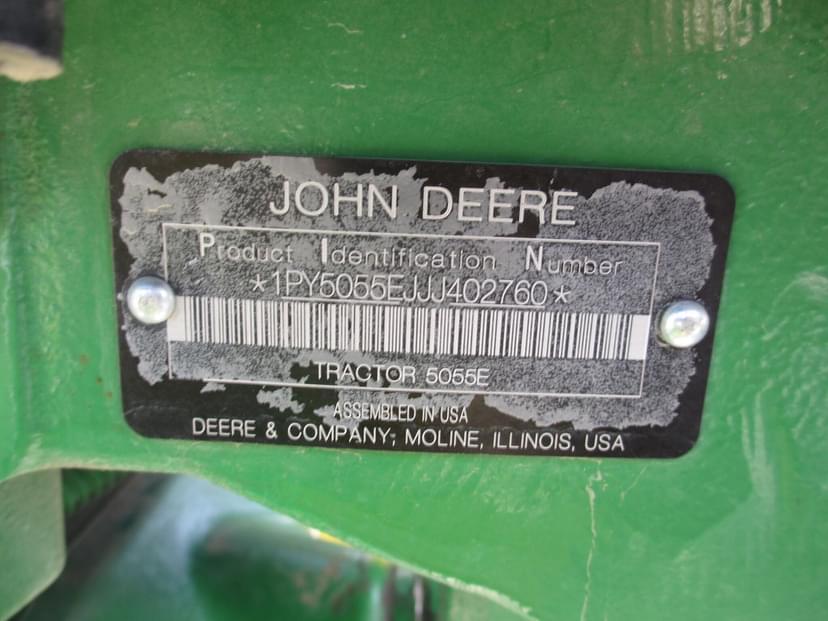 JOHN DEERE
Product Identification Number
*1PY5055EJJJ402760*
TRACTOR 5055E
ASSEMBLED IN USA
DEERE & COMPANY, MOLINE, ILLINOIS, USA